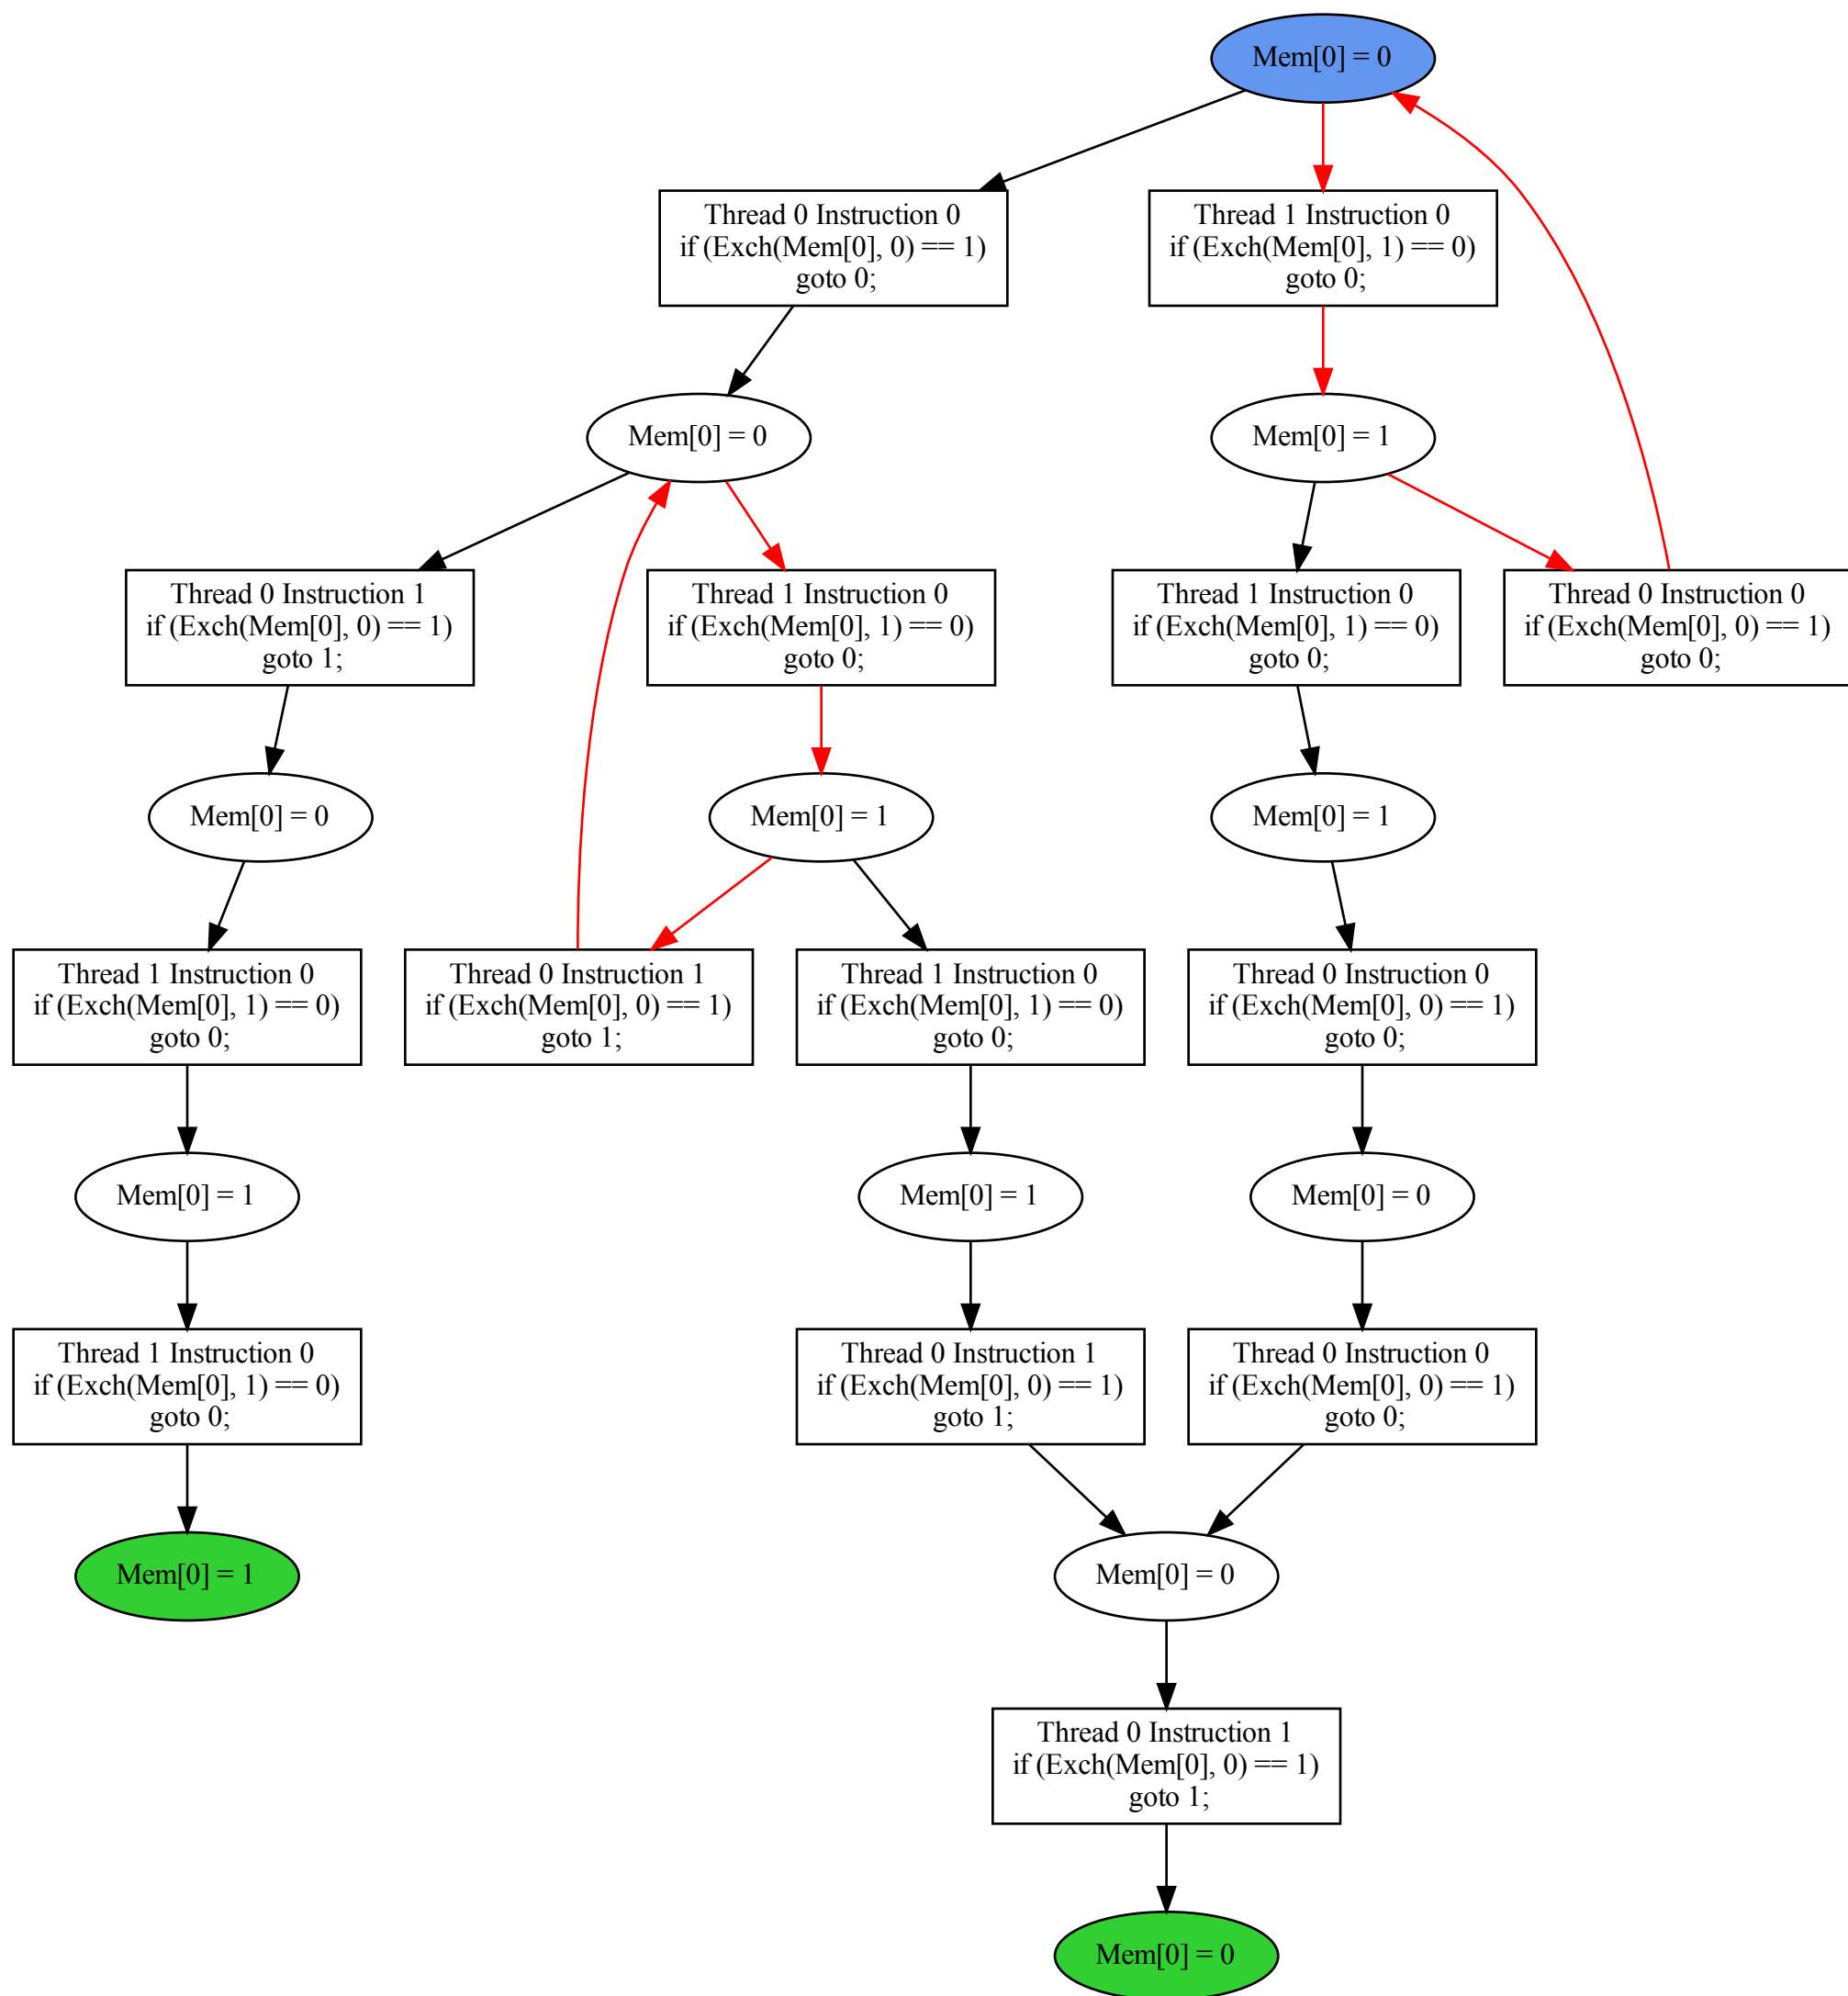 Mem[0] = 0
Thread 0 Instruction 0
if (Exch(Mem[0], 0) == 1)
goto 0;
Thread 1 Instruction 0
if (Exch(Mem[0], 1) == 0)
goto 0;
Mem[0] = 0
Mem[0] = 1
Thread 0 Instruction 1
if (Exch(Mem[0], 0) == 1)
goto 1;
Thread 1 Instruction 0
if (Exch(Mem[0], 1) == 0)
goto 0;
Thread 1 Instruction 0
if (Exch(Mem[0], 1) == 0)
goto 0;
Thread 0 Instruction 0
if (Exch(Mem[0], 0) == 1)
goto 0;
Mem[0] = 0
Mem[0] = 1
Mem[0] = 1
Thread 1 Instruction 0
if (Exch(Mem[0], 1) == 0)
goto 0;
Thread 0 Instruction 1
if (Exch(Mem[0], 0) == 1)
goto 1;
Thread 1 Instruction 0
if (Exch(Mem[0], 1) == 0)
goto 0;
Thread 0 Instruction 0
if (Exch(Mem[0], 0) == 1)
goto 0;
Mem[0] = 1
Mem[0] = 1
Mem[0] = 0
Thread 1 Instruction 0
if (Exch(Mem[0], 1) == 0)
goto 0;
Thread 0 Instruction 1
if (Exch(Mem[0], 0) == 1)
goto 1;
Thread 0 Instruction 0
if (Exch(Mem[0], 0) == 1)
goto 0;
Mem[0] = 1
Mem[0] = 0
Thread 0 Instruction 1
if (Exch(Mem[0], 0) == 1)
goto 1;
Mem[0] = 0